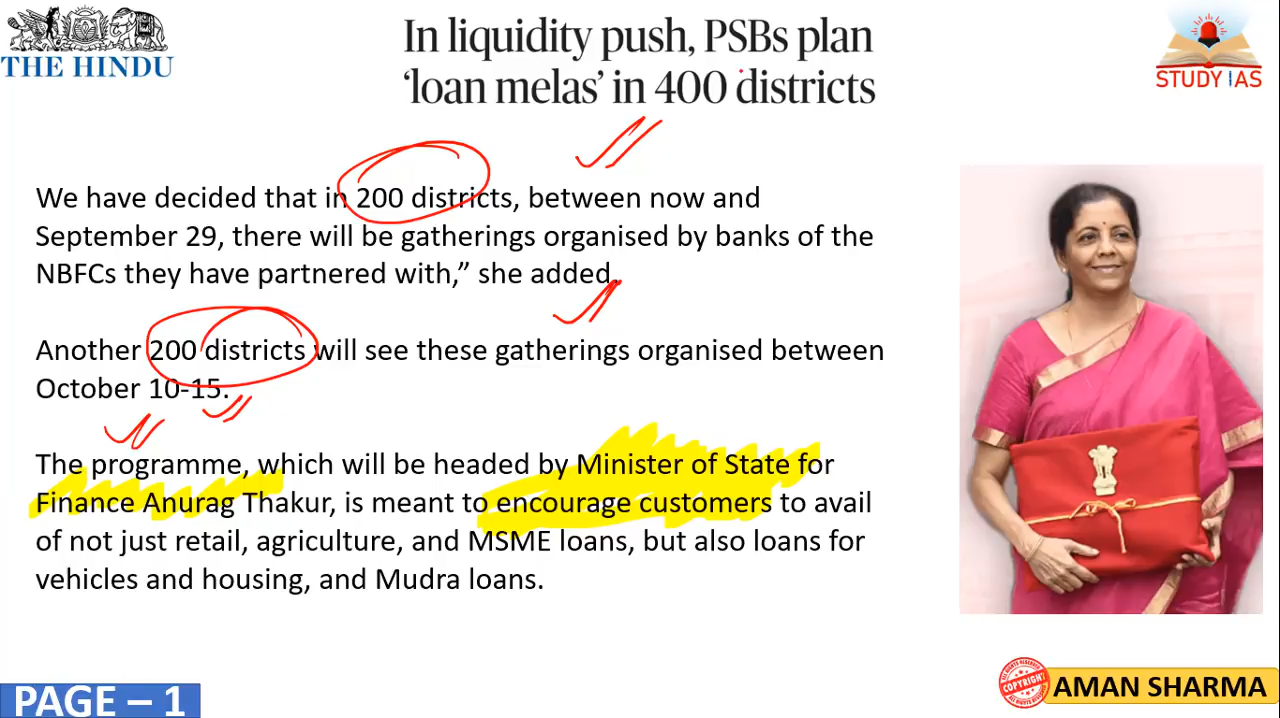 THE HINDU
In liquidity push, PSBs plan
‘loan melas’ in 400 districts
STUDY IAS
We have decided that in 200 districts, between now and
September 29, there will be gatherings organised by banks of the
NBFCs they have partnered with,” she added.
Another 200 districts will see these gatherings organised between
October 10-15.
The programme, which will be headed by Minister of State for
Finance Anurag Thakur, is meant to encourage customers to avail
of not just retail, agriculture, and MSME loans, but also loans for
vehicles and housing, and Mudra loans.
PAGE – 1
COPYRIGHT
AMAN SHARMA